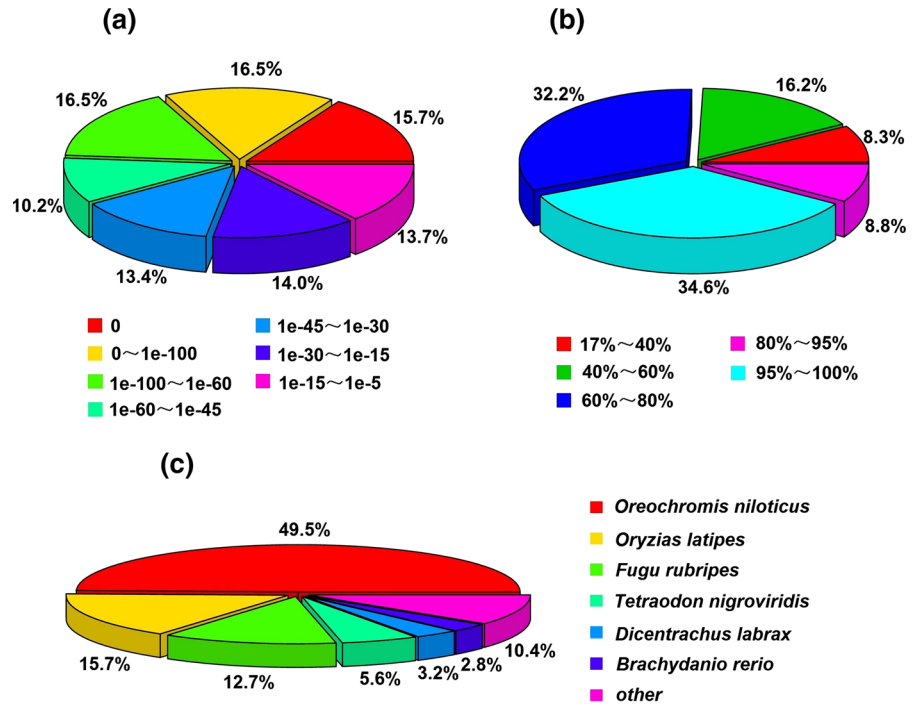 (a)
16.5%
16.5%
15.7%
10.2%
13.7%
13.4%
14.0%
0
0～1e-100
1e-100～1e-60
1e-60～1e-45
1e-45～1e-30
1e-30～1e-15
1e-15～1e-5
(b)
32.2%
16.2%
8.3%
8.8%
34.6%
17%～40%
40%～60%
60%～80%
80%～95%
95%～100%
(c)
49.5%
15.7%
12.7%
5.6%
3.2%
2.8%
10.4%
Oreochromis niloticus
Oryzias latipes
Fugu rubripes
Tetraodon nigroviridis
Dicentrachus labrax
Brachydanio rerio
other